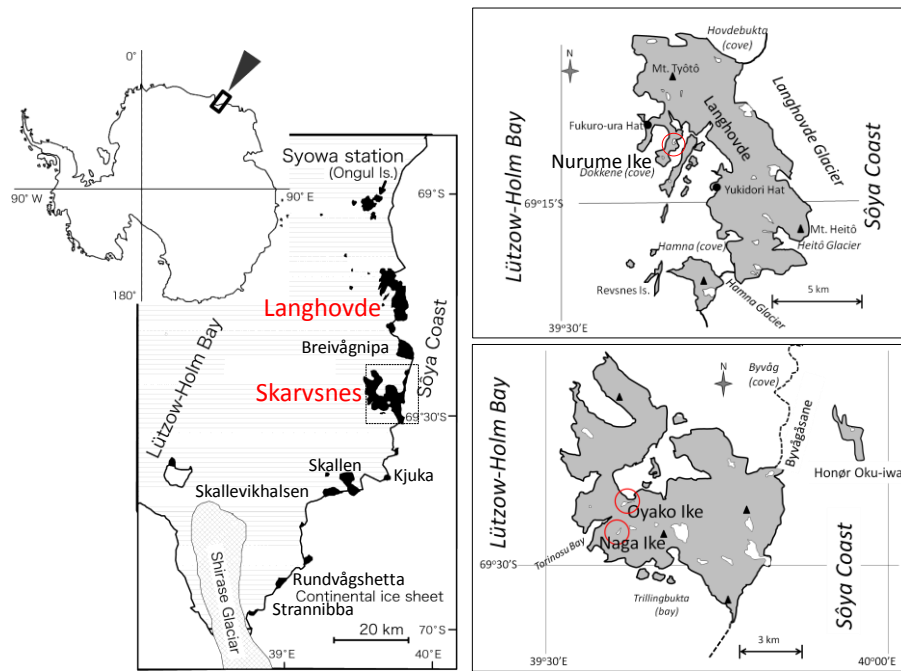 0°
90° W
90° E
180°
Syowa station
(Ongul Is.)
69°S
Langhovde
Breivågnipa
Sôya Coast
Skarvsnes
69°30'S
Lützow-Holm Bay
Skallen
Kjuka
Skallevikhalsen
Shirase Glaciar
Rundvågshetta
Continental ice sheet
Strannibba
20 km
70°S
39°E
40°E
Hovdebukta
(cove)
N
Mt. Tyôtô
Langhovde Glacier
Langhovde
Fukuro-ura Hat
Nurume Ike
Dokkene (cove)
Yukidori Hat
Sôya Coast
Lützow-Holm Bay
69°15'S
Mt. Heitô
Hamna (cove)
Heitô Glacier
Revsnes Is.
Hamna Glacier
5 km
39°30'E
Byvåg
(cove)
N
Lützow-Holm Bay
Byvågåsane
Honør Oku-iwa
Oyako Ike
Naga Ike
Torinosu Bay
Sôya Coast
69°30'S
Trillingbukta
(bay)
3 km
39°30'E
40°00'E